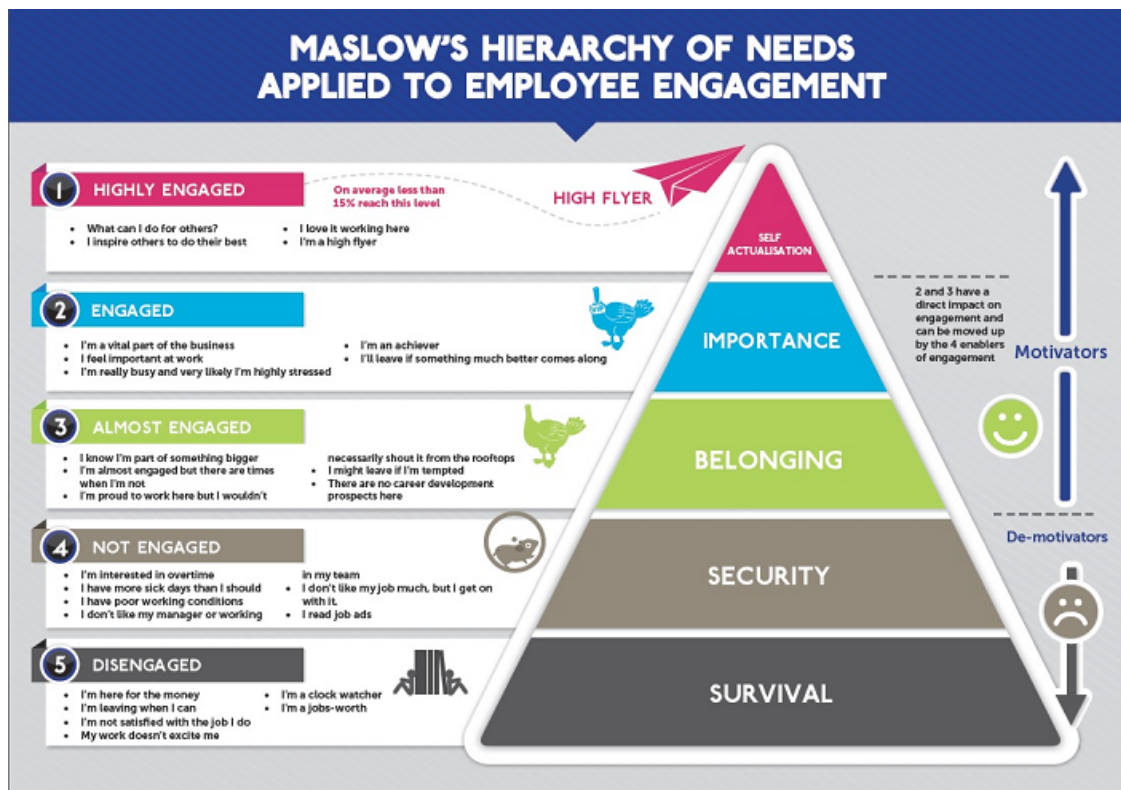 MASLOW'S HIERARCHY OF NEEDS
APPLIED TO EMPLOYEE ENGAGEMENT
1 HIGHLY ENGAGED
On average less than
15% reach this level
HIGH FLYER
• What can I do for others?
• I inspire others to do their best
• I love it working here
• I'm a high flyer
SELF
ACTUALISATION
2 ENGAGED
• I'm a vital part of the business
• I feel important at work
• I'm really busy and very likely I'm highly stressed
• I'm an achiever
• I'll leave if something much better comes along
VIP
IMPORTANCE
2 and 3 have a
direct impact on
engagement and
can be moved up
by the 4 enablers
of engagement
Motivators
3 ALMOST ENGAGED
• I know I'm part of something bigger
• I'm almost engaged but there are times
when I'm not
• I'm proud to work here but I wouldn't
necessarily shout it from the rooftops
• I might leave if I'm tempted
• There are no career development
prospects here
BELONGING
De-motivators
4 NOT ENGAGED
• I'm interested in overtime
• I have more sick days than I should
• I have poor working conditions
• I don't like my manager or working
in my team
• I don't like my job much, but I get on
with it.
• I read job ads
SECURITY
5 DISENGAGED
• I'm here for the money
• I'm leaving when I can
• I'm not satisfied with the job I do
• My work doesn't excite me
• I'm a clock watcher
• I'm a jobs-worth
SURVIVAL